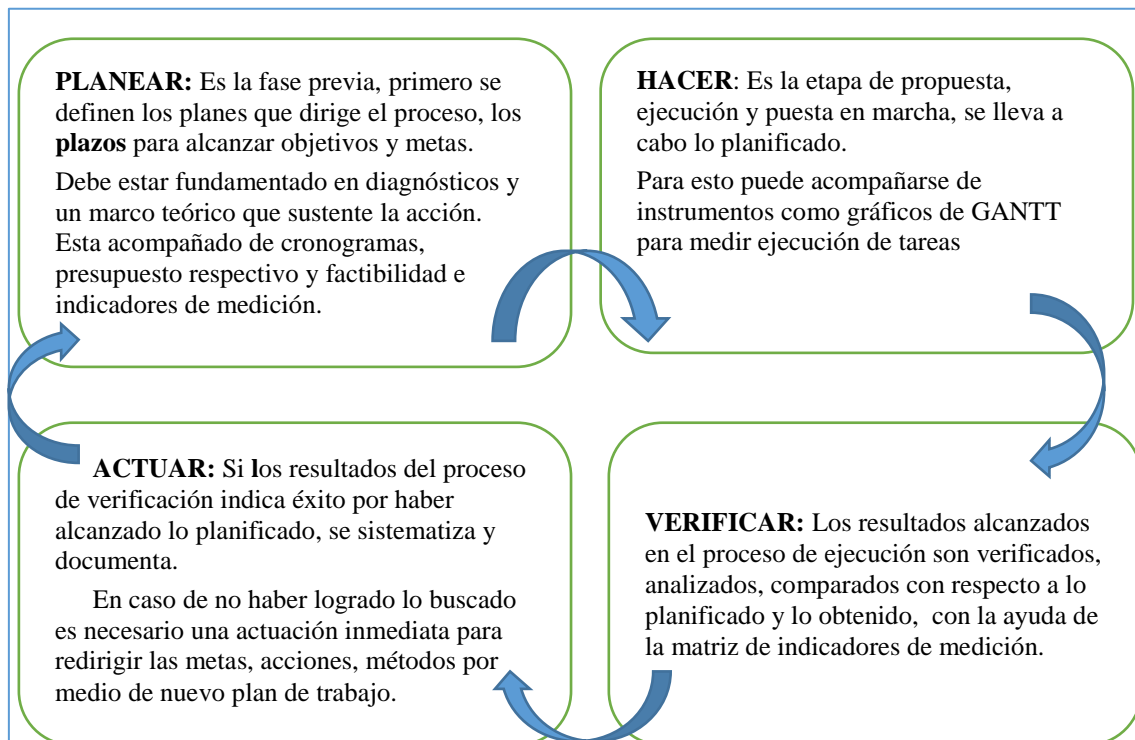 PLANEAR: Es la fase previa, primero se
definen los planes que dirige el proceso, los
plazos para alcanzar objetivos y metas.
Debe estar fundamentado en diagnósticos y
un marco teórico que sustente la acción.
Esta acompañado de cronogramas,
presupuesto respectivo y factibilidad e
indicadores de medición.
HACER: Es la etapa de propuesta,
ejecución y puesta en marcha, se lleva a
cabo lo planificado.
Para esto puede acompañarse de
instrumentos como gráficos de GANTT
para medir ejecución de tareas
VERIFICAR: Los resultados alcanzados
en el proceso de ejecución son verificados,
analizados, comparados con respecto a lo
planificado y lo obtenido, con la ayuda de
la matriz de indicadores de medición.
ACTUAR: Si los resultados del proceso
de verificación indica éxito por haber
alcanzado lo planificado, se sistematiza y
documenta.
En caso de no haber logrado lo buscado
es necesario una actuación inmediata para
redirigir las metas, acciones, métodos por
medio de nuevo plan de trabajo.